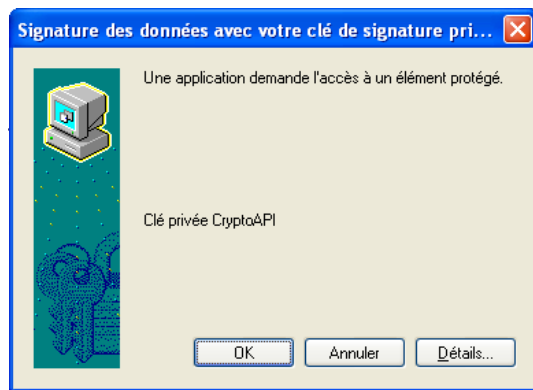 Signature des données avec votre clé de signature pri...
Une application demande l'accès à un élément protégé.
Clé privée CryptoAPI
OK Annuler Détails...